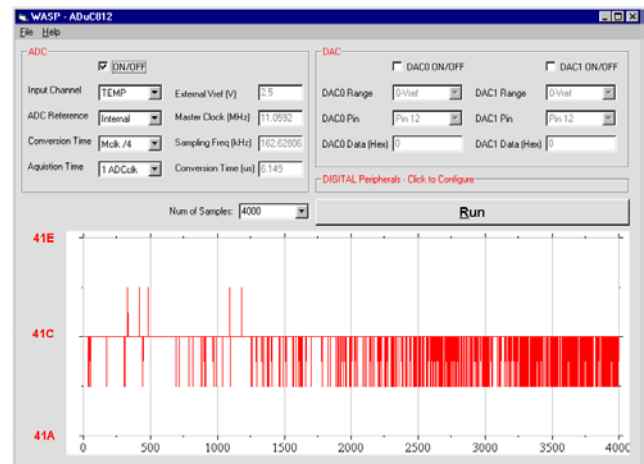 WASP - ADuC812
File Help
ADC
ON/OFF
Input Channel TEMP External Vref (V) 2.5
ADC Reference Internal Master Clock (MHz) 11.0592
Conversion Time Mclk /4 Sampling Freq (kHz) 162.62806
Aquistion Time 1 ADCclk Conversion Time (us) 6.149
DAC
DAC0 ON/OFF DAC1 ON/OFF
DAC0 Range 0-Vref DAC1 Range 0-Vref
DAC0 Pin Pin 12 DAC1 Pin Pin 12
DAC0 Data (Hex) 0 DAC1 Data (Hex) 0
DIGITAL Peripherals - Click to Configure
Num of Samples: 4000 Run
41E
41C
41A
0 500 1000 1500 2000 2500 3000 3500 4000